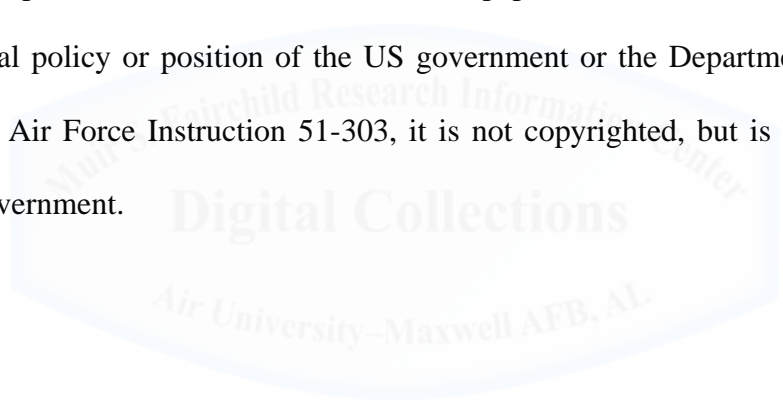 al policy or position of the US government or the Departme
Air Force Instruction 51-303, it is not copyrighted, but is
vernment.
Muir S. Fairchild Research Information Center
Digital Collections
Air University–Maxwell AFB, AL